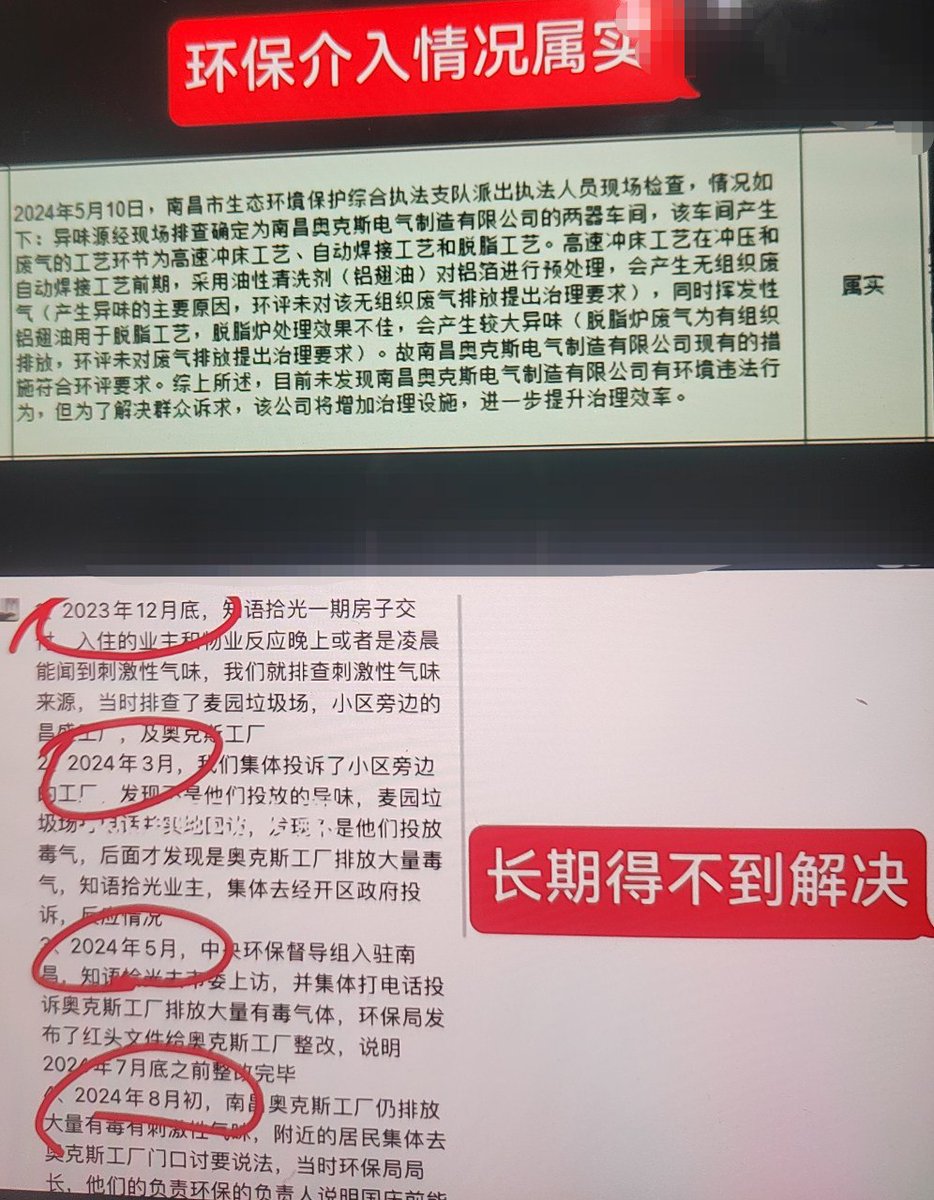 环保介入情况属实
2024年5月10日，南昌市生态环境保护综合执法支队派出执法人员现场检查，情况如
下：异味源经现场排查确定为南昌奥克斯电气制造有限公司的两器车间，该车间产生
废气的工艺环节为高速冲床工艺、自动焊接工艺和脱脂工艺。高速冲床工艺在冲压和
自动焊接工艺前期，采用油性清洗剂（铝翅油）对铝箔进行预处理，会产生无组织废
气（产生异味的主要原因，环评未对该无组织废气排放提出治理要求），同时挥发性
铝翅油用于脱脂工艺，脱脂炉处理效果不佳，会产生较大异味（脱脂炉废气为有组织
排放，环评未对废气排放提出治理要求）。故南昌奥克斯电气制造有限公司现有的措
施符合环评要求。综上所述，目前未发现南昌奥克斯电气制造有限公司有环境违法行
为，但为了解决群众诉求，该公司将增加治理设施，进一步提升治理效率。
属实
2023年12月底，知语拾光一期房子交
付，入住的业主和物业反应晚上或者是凌晨
能闻到刺激性气味，我们就排查刺激性气味
来源，当时排查了麦园垃圾场，小区旁边的
昌盛工厂，及奥克斯工厂
2、2024年3月，我们集体投诉了小区旁边
的工厂，发现不是他们投放的异味，麦园垃
圾场打电话并实地回访，发现不是他们投放
毒气，后面才发现是奥克斯工厂排放大量毒
气，知语拾光业主，集体去经开区政府投
诉，反应情况
、2024年5月，中央环保督导组入驻南
昌，知语拾光去市委上访，并集体打电话投
诉奥克斯工厂排放大量有毒气体，环保局发
布了红头文件给奥克斯工厂整改，说明
2024年7月底之前整改完毕
4、2024年8月初，南昌奥克斯工厂仍排放
大量有毒有刺激性气味，附近的居民集体去
奥克斯工厂门口讨要说法，当时环保局局
长，他们的负责环保的负责人说明国庆前能
长期得不到解决